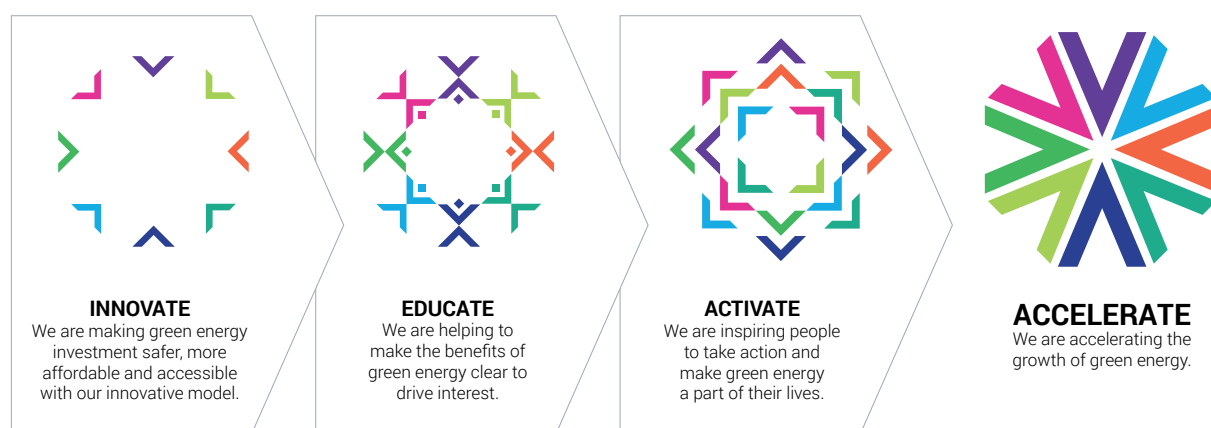 INNOVATE
We are making green energy
investment safer, more
affordable and accessible
with our innovative model.
EDUCATE
We are helping to
make the benefits of
green energy clear to
drive interest.
ACTIVATE
We are inspiring people
to take action and
make green energy
a part of their lives.
ACCELERATE
We are accelerating the
growth of green energy.